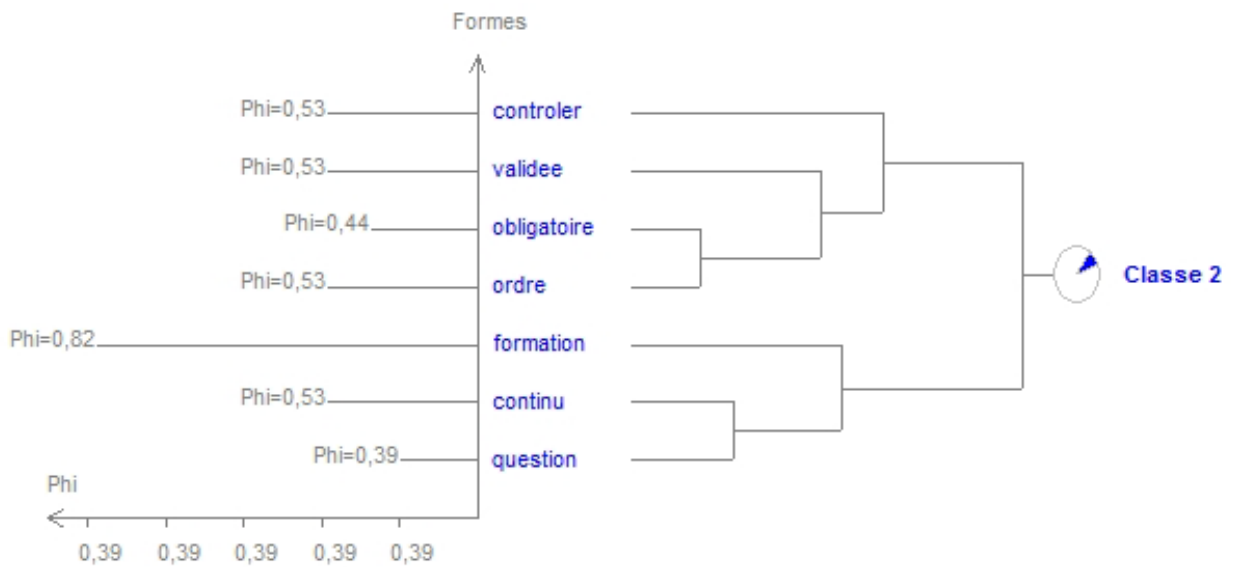 Formes
Phi=0,53 controler
Phi=0,53 validee
Phi=0,44 obligatoire
Phi=0,53 ordre
Classe 2
Phi=0,82 formation
Phi=0,53 continu
Phi=0,39 question
Phi
0,39 0,39 0,39 0,39 0,39